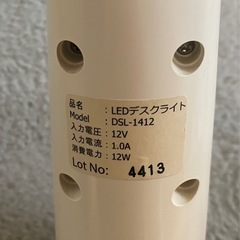 品名 : LEDデスクライト
Model : DSL-1412
入力電圧 : 12V
入力電流 : 1.0A
消費電力 : 12W
Lot No: 4413